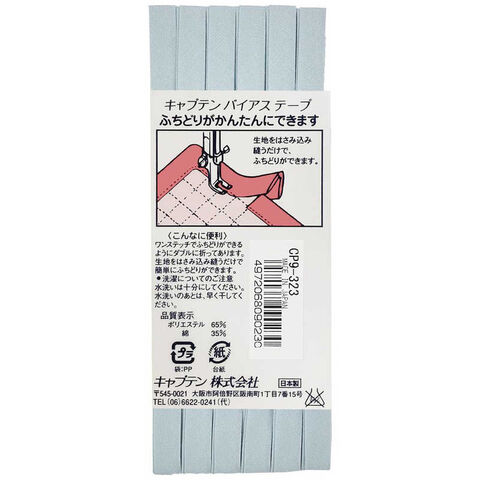 キャプテン バイアス テープ
ふちどりがかんたんにできます
生地をはさみ込み
縫うだけで、
ふちどりができます。
〈こんなに便利〉
ワンステッチでふちどりができる
ようにダブルに折ってあります。
生地をはさみ込み縫うだけで
簡単にふちどりができます。
●洗濯についてのご注意
水洗いは十分にしてください。
水洗いのあとは、早く干してく
ださい。
品質表示
ポリエステル 65%
綿 35%
プラ
袋:PP
紙
台紙
CP9-323
MADE IN JAPAN
4972068090230
キャプテン 株式会社
日本製
〒545-0021 大阪市阿倍野区阪南町1丁目7番15号
TEL (06)6622-0241(代)